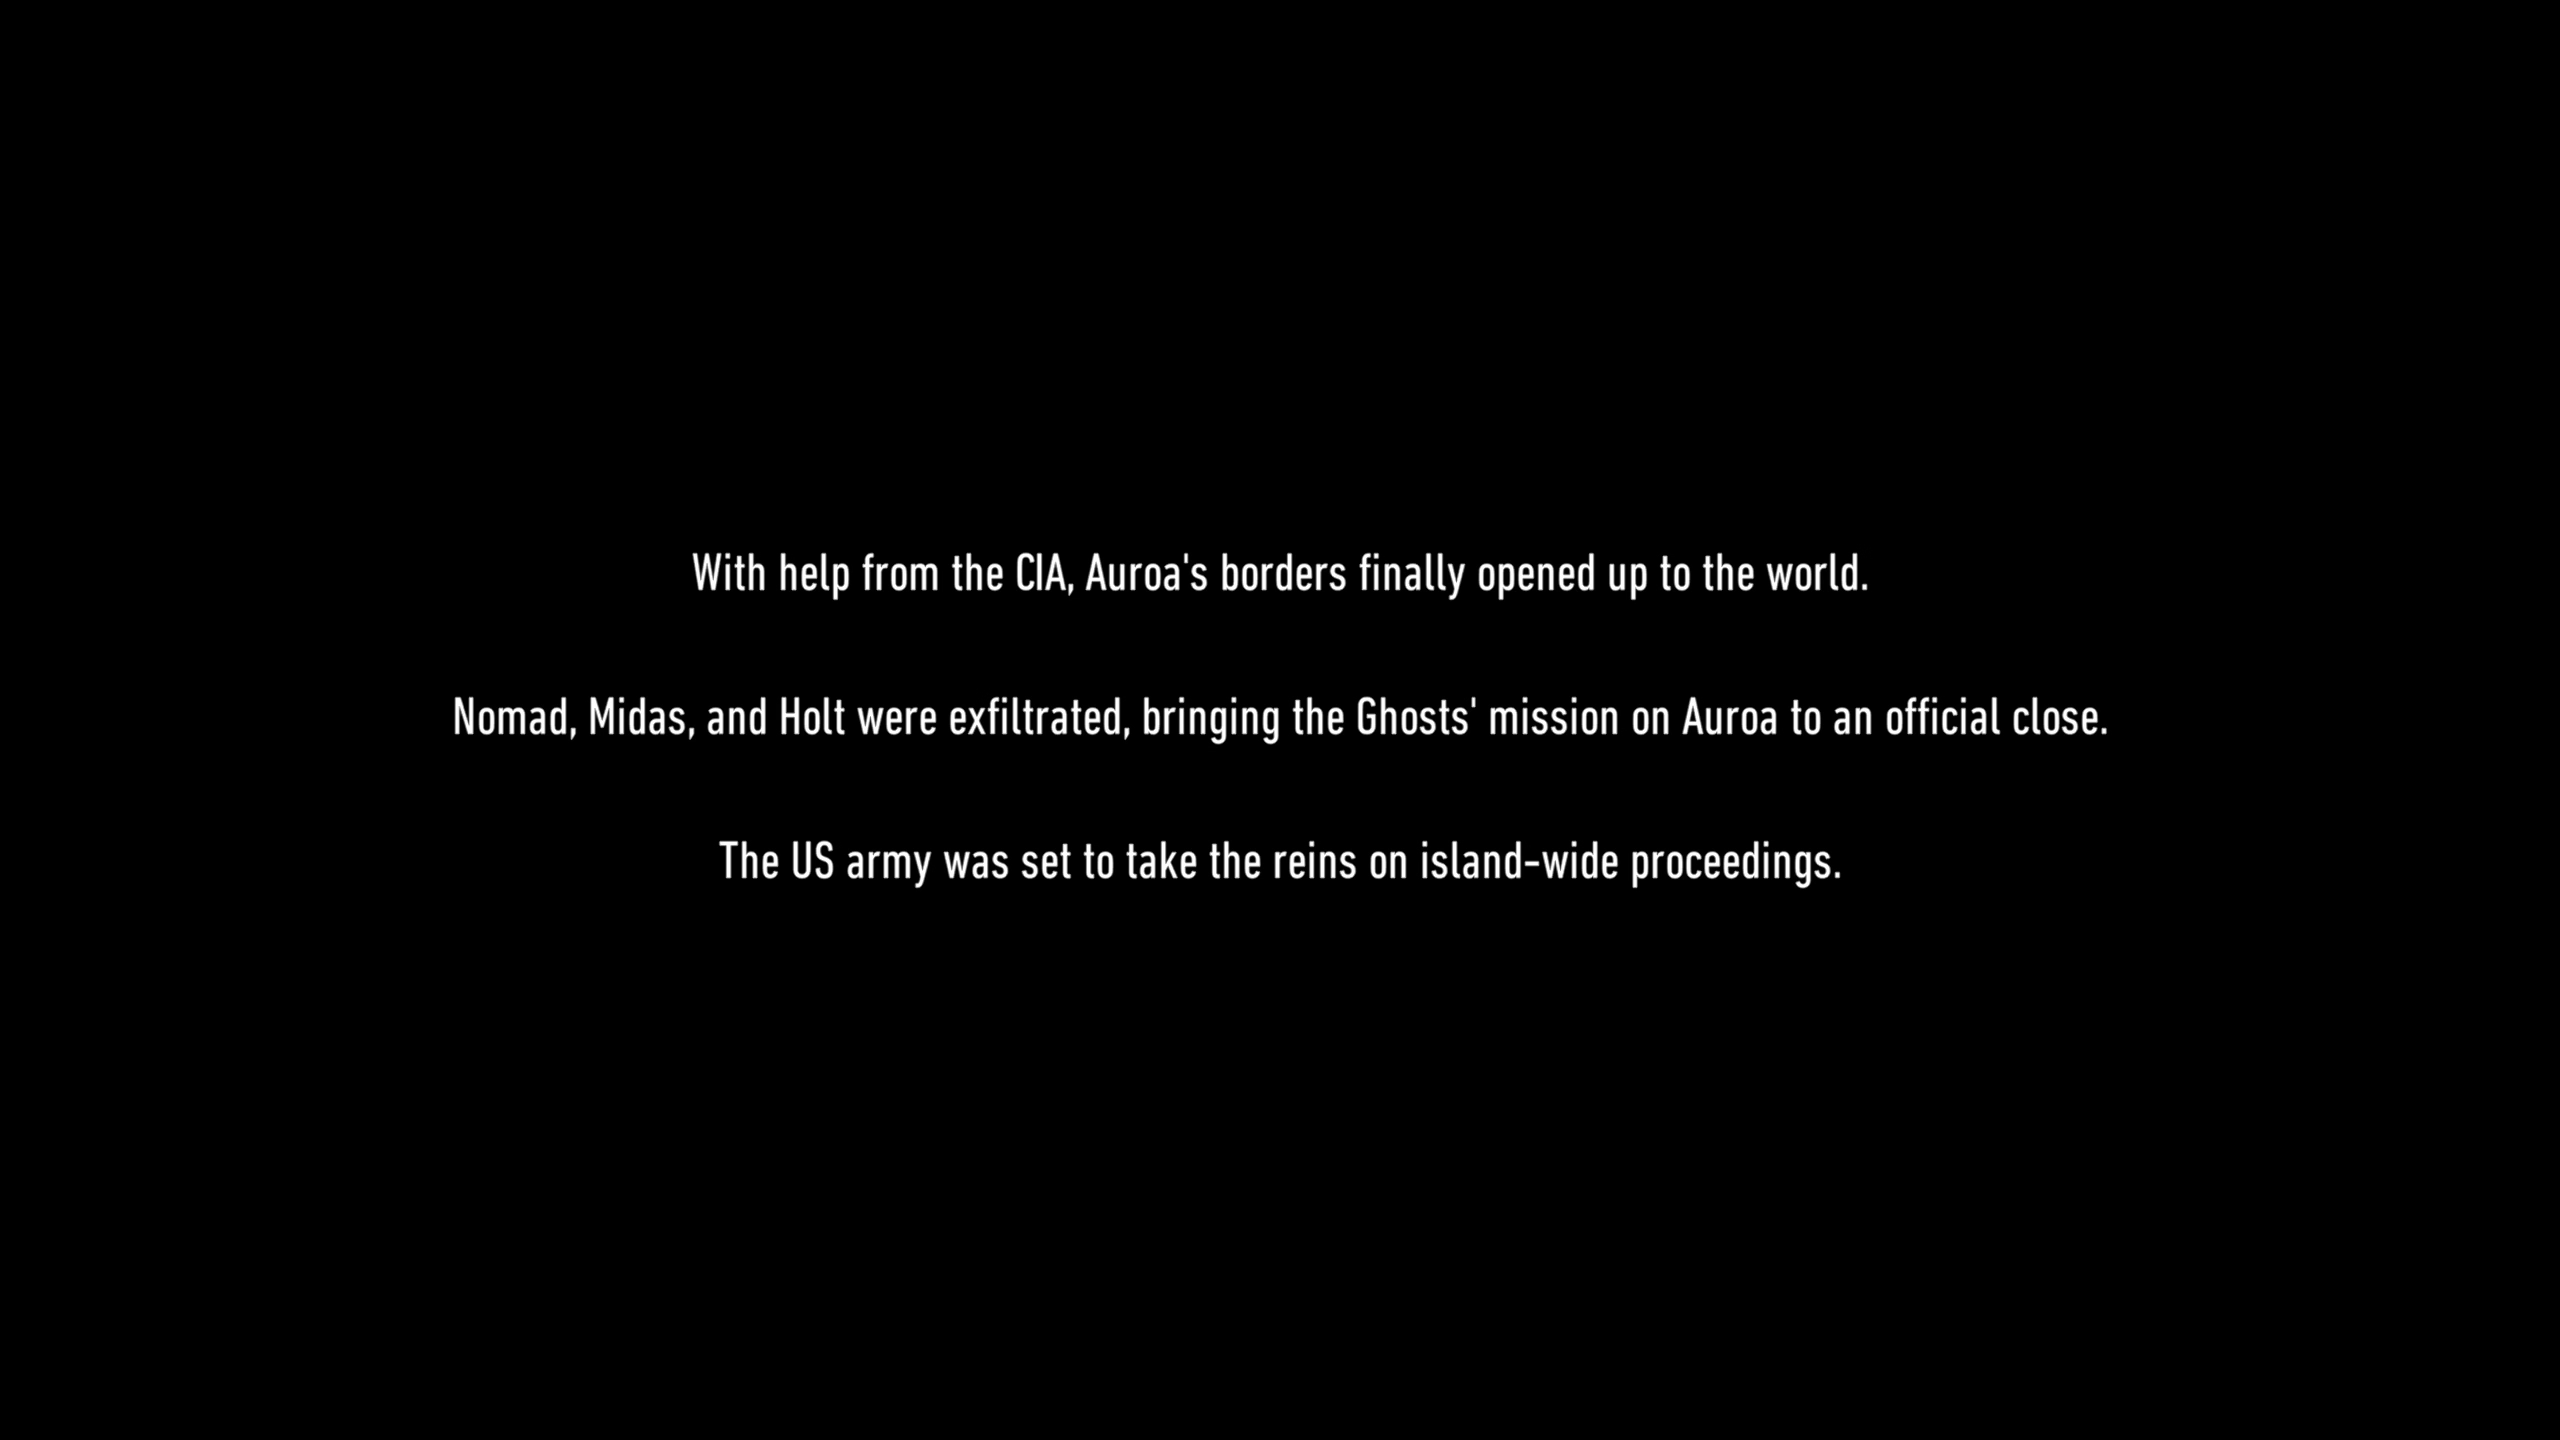 With help from the CIA, Auroa's borders finally opened up to the world.
Nomad, Midas, and Holt were exfiltrated, bringing the Ghosts' mission on Auroa to an official close.
The US army was set to take the reins on island-wide proceedings.